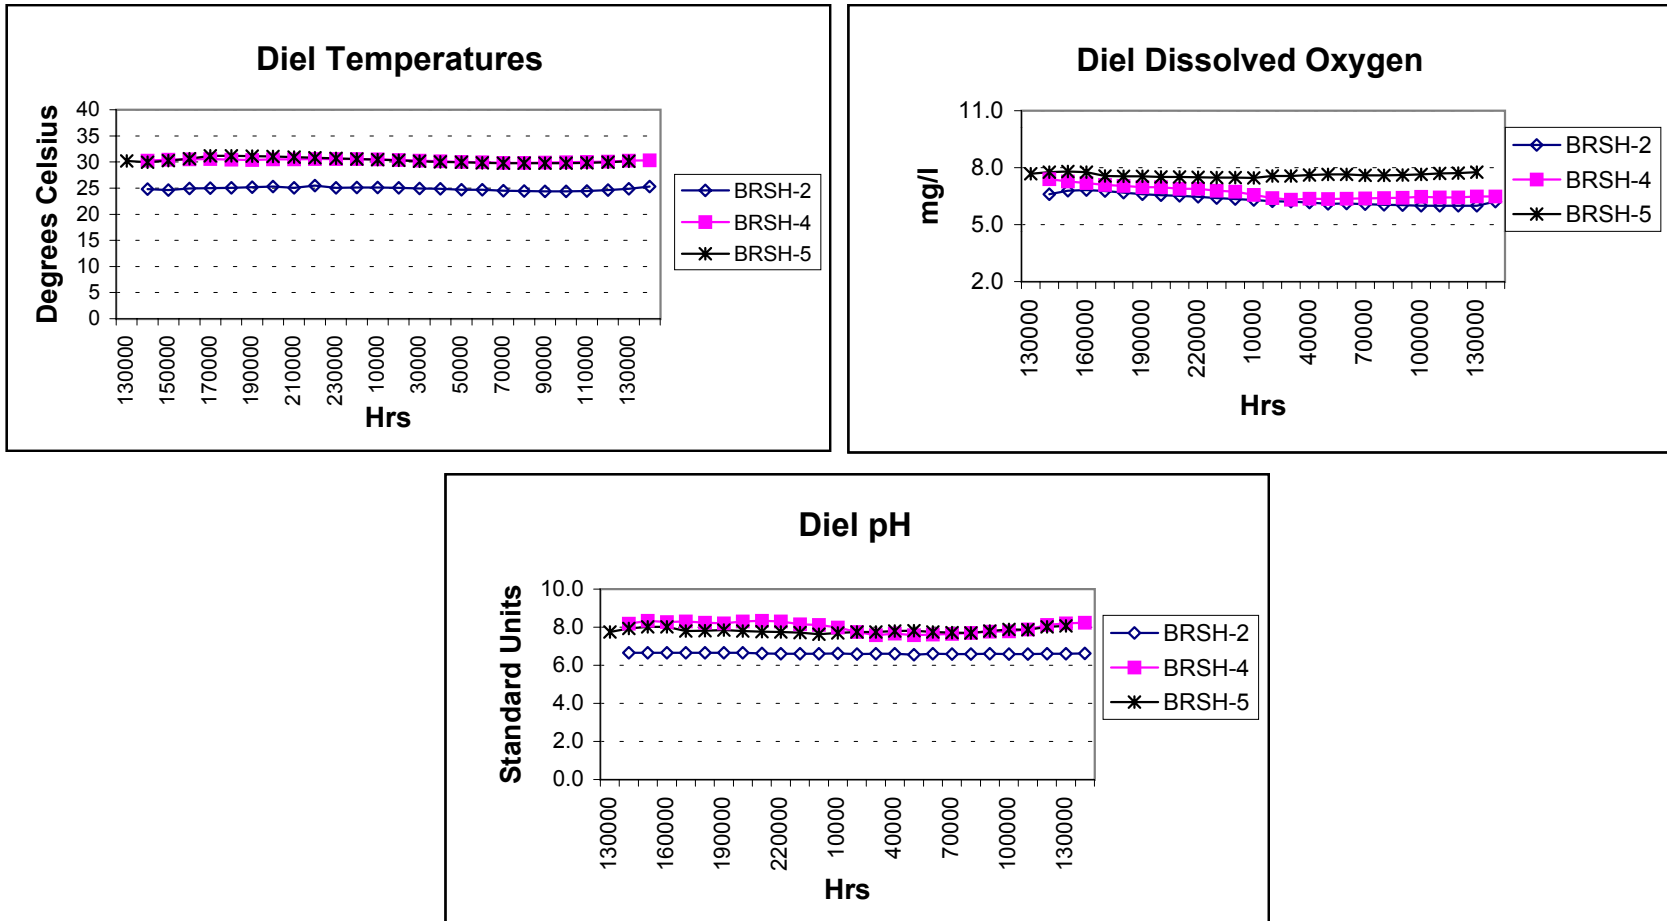 Diel Temperatures
Degrees Celsius
40
35
30
25
20
15
10
5
0
130000
150000
170000
190000
210000
230000
10000
30000
50000
70000
90000
110000
130000
Hrs
BRSH-2
BRSH-4
BRSH-5
Diel Dissolved Oxygen
mg/l
11.0
8.0
5.0
2.0
130000
160000
190000
220000
10000
40000
70000
100000
130000
Hrs
BRSH-2
BRSH-4
BRSH-5
Diel pH
Standard Units
10.0
8.0
6.0
4.0
2.0
0.0
130000
160000
190000
220000
10000
40000
70000
100000
130000
Hrs
BRSH-2
BRSH-4
BRSH-5